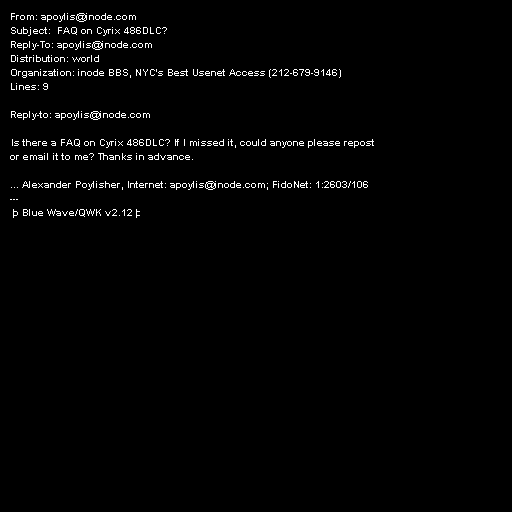 From: apoylis@inode.com
Subject:  FAQ on Cyrix 486DLC?
Reply-To: apoylis@inode.com
Distribution: world
Organization: inode BBS, NYC's Best Usenet Access (212-679-9146)
Lines: 9

Reply-to: apoylis@inode.com

Is there a FAQ on Cyrix 486DLC? If I missed it, could anyone please repost
or email it to me? Thanks in advance.

... Alexander Poylisher, Internet: apoylis@inode.com; FidoNet: 1:2603/106
---
Blue Wave/QWK v2.12